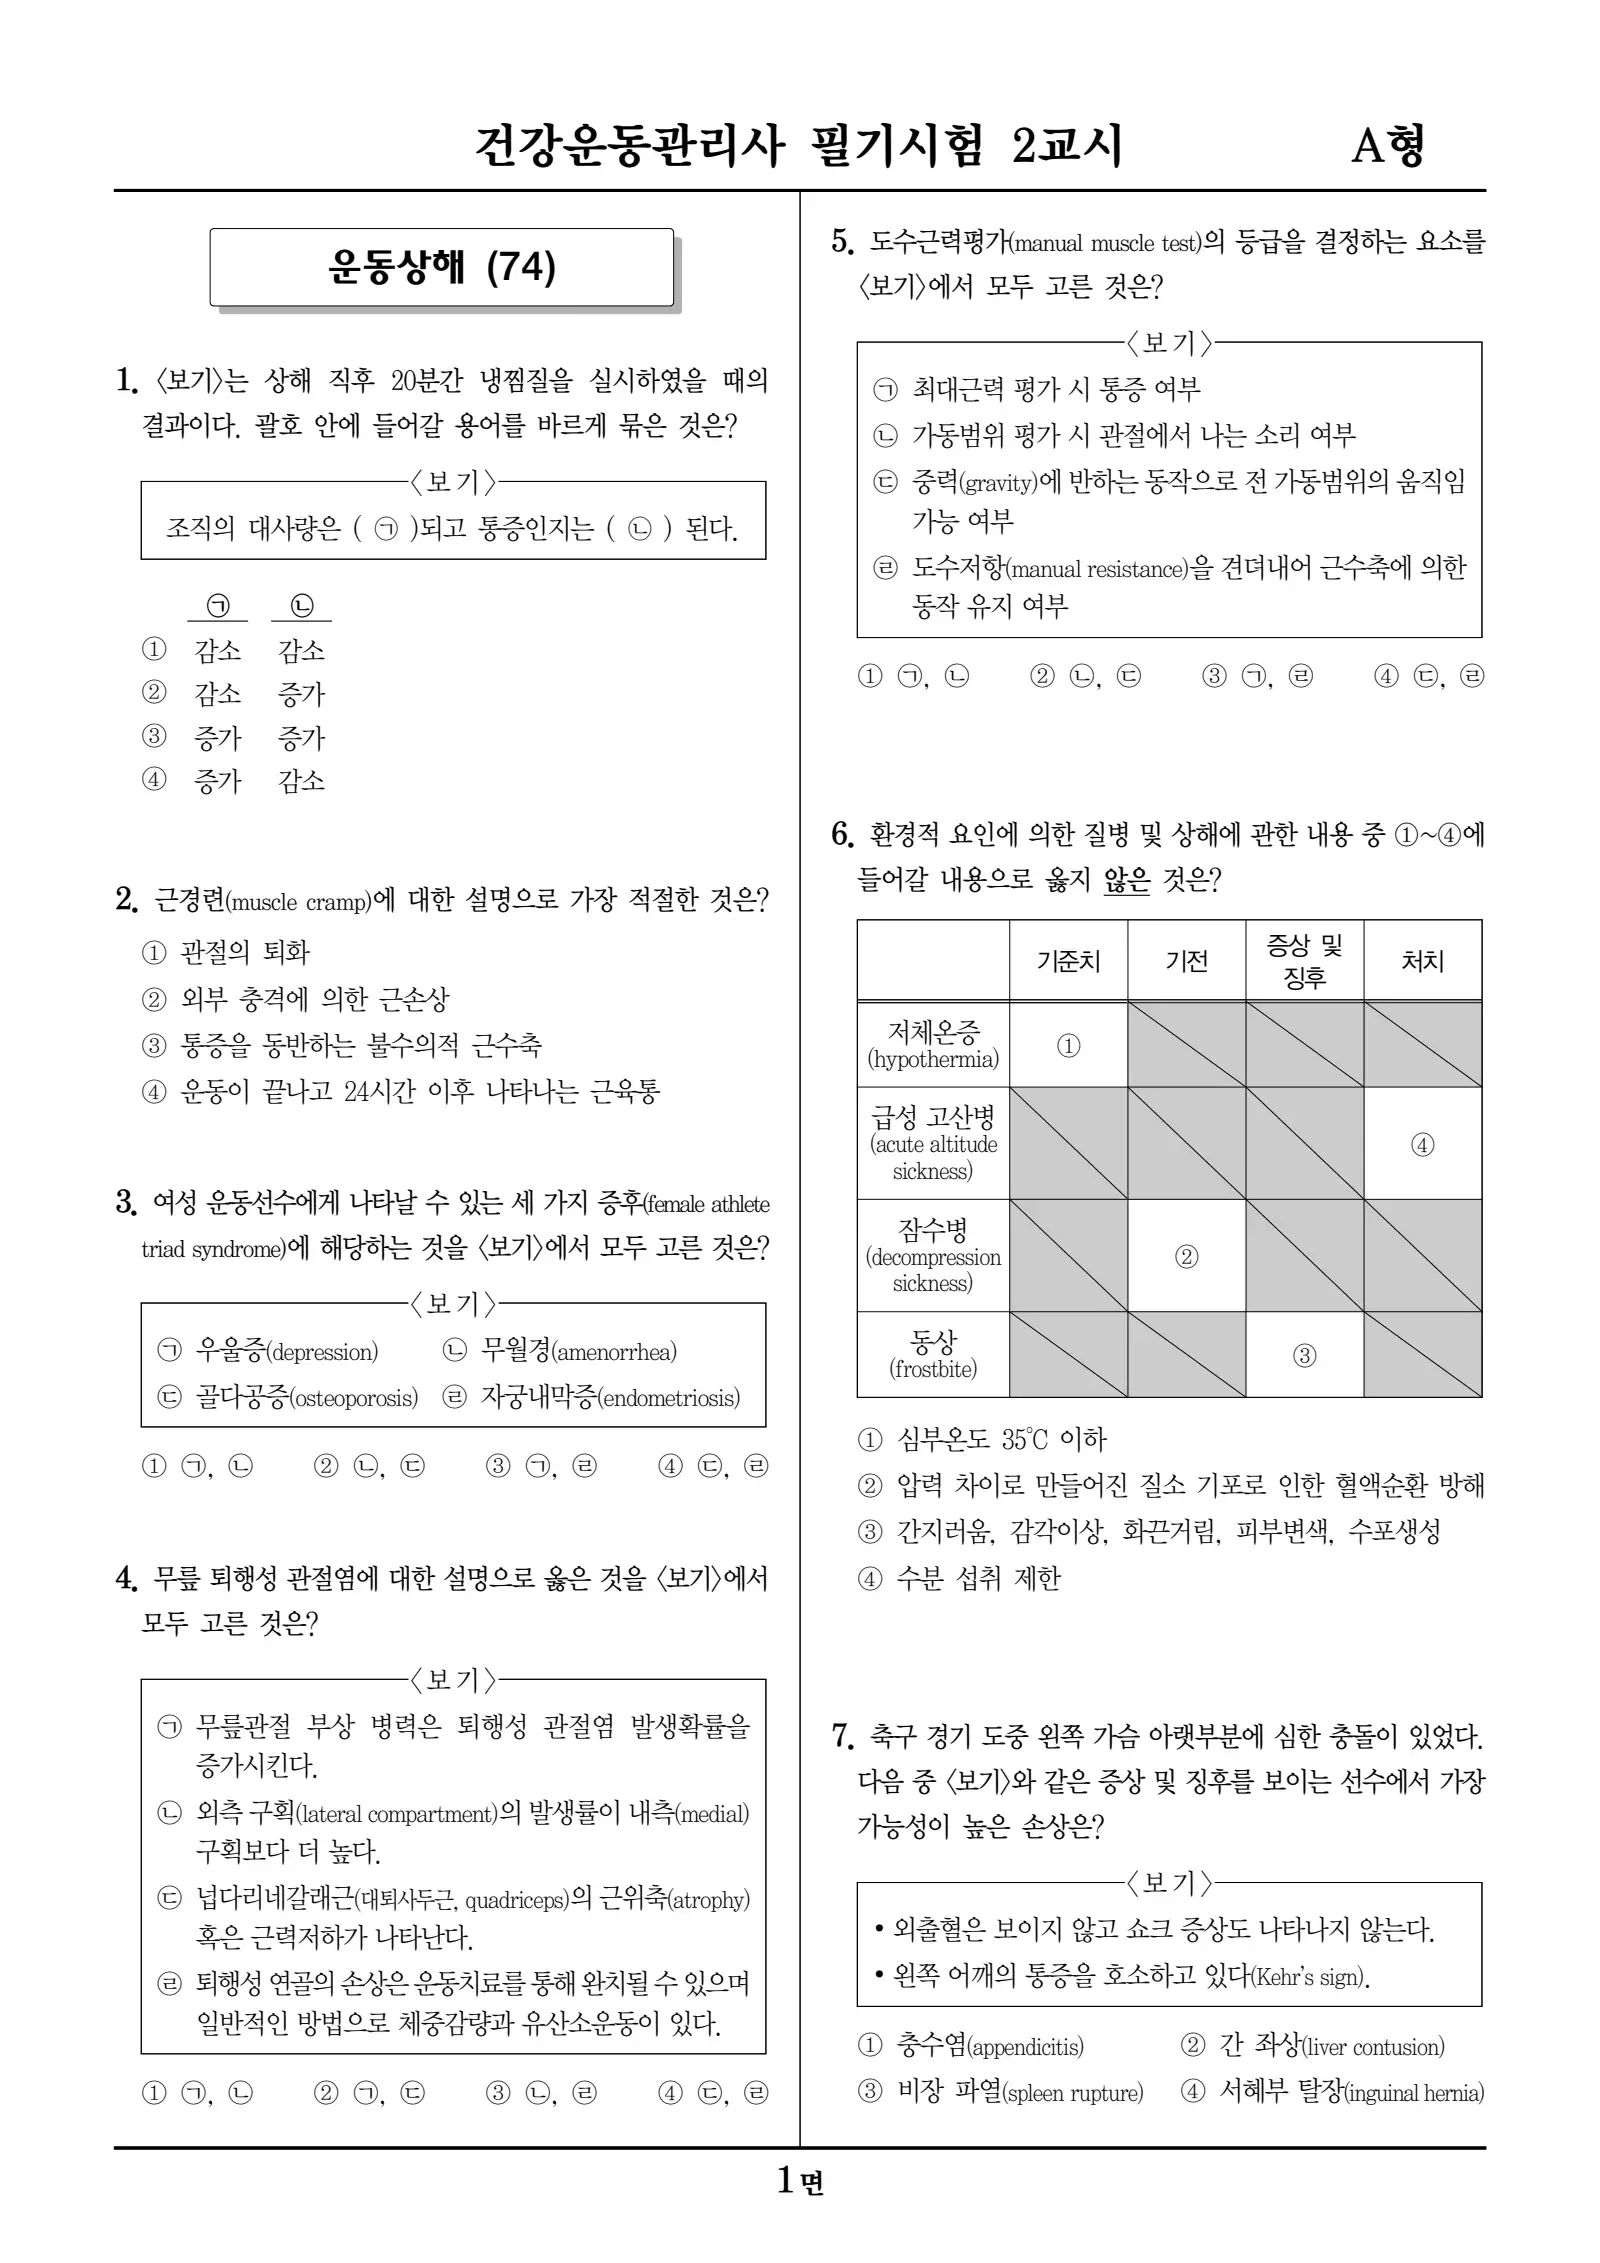 건강운동관리사 필기시험 2교시 A형
운동상해 (74)
1. 〈보기〉는 상해 직후 20분간 냉찜질을 실시하였을 때의
결과이다. 괄호 안에 들어갈 용어를 바르게 묶은 것은?
〈보기〉
조직의 대사량은 ( ㉠ )되고 통증인지는 ( ㉡ ) 된다.
㉠ ㉡
① 감소 감소
② 감소 증가
③ 증가 증가
④ 증가 감소
2. 근경련(muscle cramp)에 대한 설명으로 가장 적절한 것은?
① 관절의 퇴화
② 외부 충격에 의한 근손상
③ 통증을 동반하는 불수의적 근수축
④ 운동이 끝나고 24시간 이후 나타나는 근육통
3. 여성 운동선수에게 나타날 수 있는 세 가지 증후(female athlete
triad syndrome)에 해당하는 것을 〈보기〉에서 모두 고른 것은?
〈보기〉
㉠ 우울증(depression) ㉡ 무월경(amenorrhea)
㉢ 골다공증(osteoporosis) ㉣ 자궁내막증(endometriosis)
① ㉠, ㉡ ② ㉡, ㉢ ③ ㉠, ㉣ ④ ㉢, ㉣
4. 무릎 퇴행성 관절염에 대한 설명으로 옳은 것을 〈보기〉에서
모두 고른 것은?
〈보기〉
㉠ 무릎관절 부상 병력은 퇴행성 관절염 발생확률을
증가시킨다.
㉡ 외측 구획(lateral compartment)의 발생률이 내측(medial)
구획보다 더 높다.
㉢ 넙다리네갈래근(대퇴사두근, quadriceps)의 근위축(atrophy)
혹은 근력저하가 나타난다.
㉣ 퇴행성 연골의 손상은 운동치료를 통해 완치될 수 있으며
일반적인 방법으로 체중감량과 유산소운동이 있다.
① ㉠, ㉡ ② ㉠, ㉢ ③ ㉡, ㉣ ④ ㉢, ㉣
5. 도수근력평가(manual muscle test)의 등급을 결정하는 요소를
〈보기〉에서 모두 고른 것은?
〈보기〉
㉠ 최대근력 평가 시 통증 여부
㉡ 가동범위 평가 시 관절에서 나는 소리 여부
㉢ 중력(gravity)에 반하는 동작으로 전 가동범위의 움직임
가능 여부
㉣ 도수저항(manual resistance)을 견뎌내어 근수축에 의한
동작 유지 여부
① ㉠, ㉡ ② ㉡, ㉢ ③ ㉠, ㉣ ④ ㉢, ㉣
6. 환경적 요인에 의한 질병 및 상해에 관한 내용 중 ①~④에
들어갈 내용으로 옳지 않은 것은?
기준치 기전 증상 및 징후 처치
저체온증
(hypothermia)
①
급성 고산병
(acute altitude
sickness)
④
잠수병
(decompression
sickness)
②
동상
(frostbite)
③
① 심부온도 35℃ 이하
② 압력 차이로 만들어진 질소 기포로 인한 혈액순환 방해
③ 간지러움, 감각이상, 화끈거림, 피부변색, 수포생성
④ 수분 섭취 제한
7. 축구 경기 도중 왼쪽 가슴 아랫부분에 심한 충돌이 있었다.
다음 중 〈보기〉와 같은 증상 및 징후를 보이는 선수에서 가장
가능성이 높은 손상은?
〈보기〉
• 외출혈은 보이지 않고 쇼크 증상도 나타나지 않는다.
• 왼쪽 어깨의 통증을 호소하고 있다(Kehr's sign).
① 충수염(appendicitis) ② 간 좌상(liver contusion)
③ 비장 파열(spleen rupture) ④ 서혜부 탈장(inguinal hernia)
1면